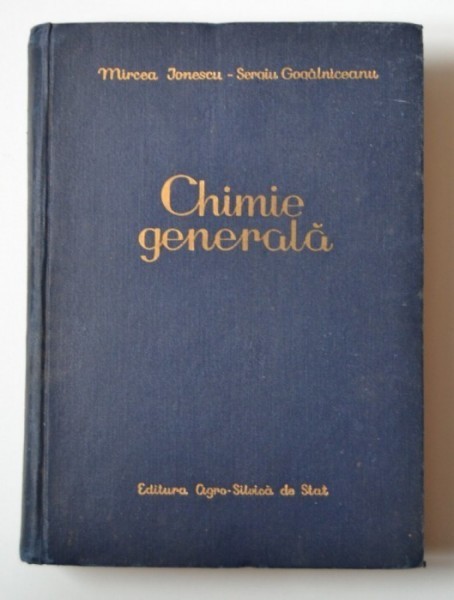 Mircea Ionescu - Sergiu Gogâlniceanu
Chimie
generală
Editura Agro-Silvică de Stat